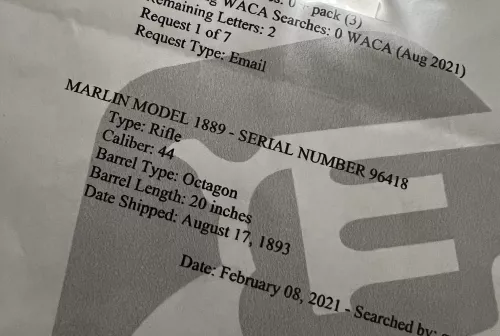 WACA Searches: 0 WACA (Aug 2021)
pack (3)
Remaining Letters: 2
Request 1 of 7
Request Type: Email
MARLIN MODEL 1889 - SERIAL NUMBER 96418
Type: Rifle
Caliber: 44
Barrel Type: Octagon
Barrel Length: 20 inches
Date Shipped: August 17, 1893
Date: February 08, 2021 - Searched by: